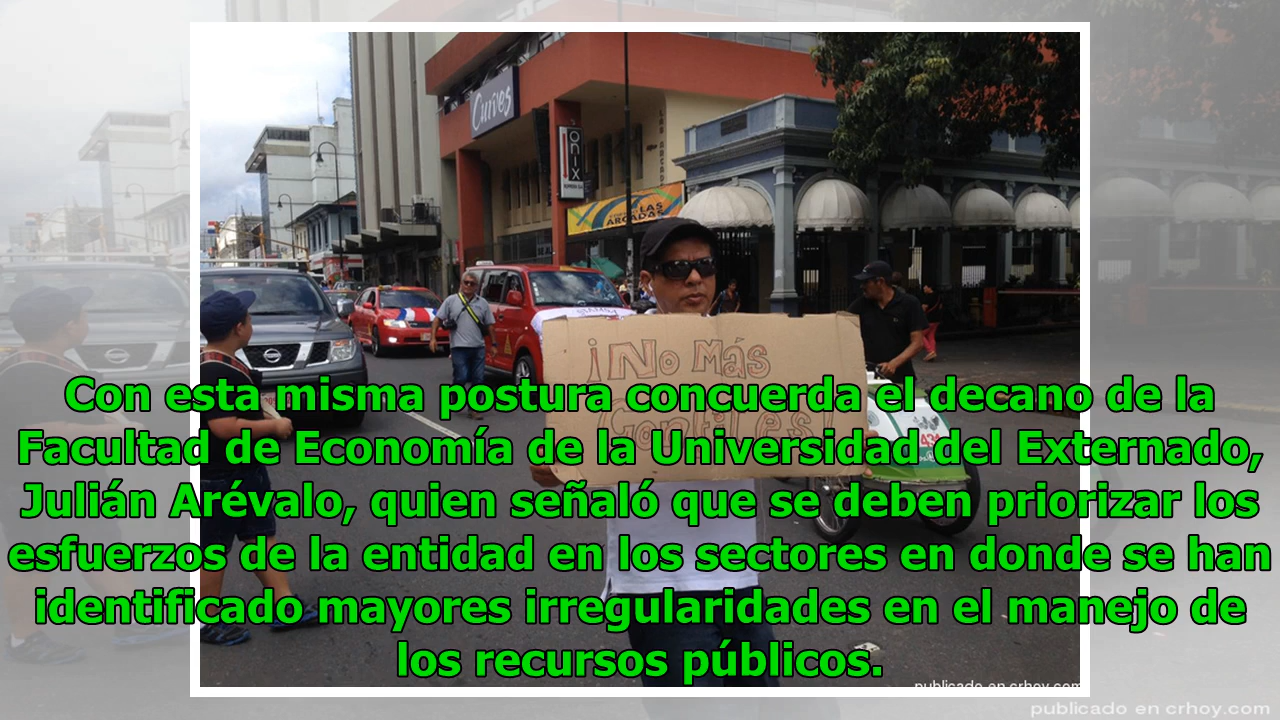 Curves
ONIX
LAS ARCADAS
LAS
ARCADAS
¡No Más
Con esta misma postura concuerda el decano de la
Facultad de Economía de la Universidad del Externado,
Julián Arévalo, quien señaló que se deben priorizar los
esfuerzos de la entidad en los sectores en donde se han
identificado mayores irregularidades en el manejo de
los recursos públicos.
publicado en crhoy.com
publicado en crhoy.com